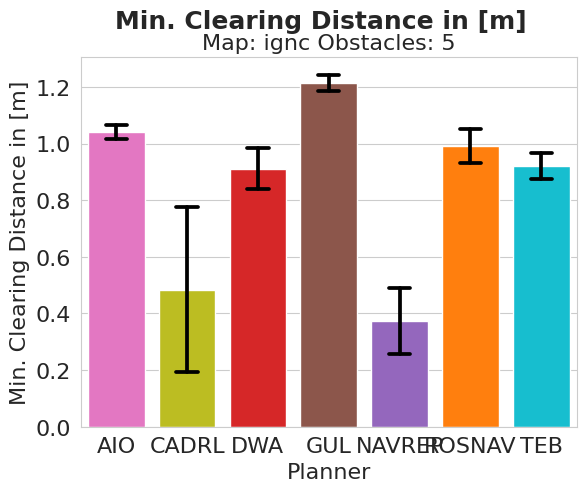 Min. Clearing Distance in [m]
Map: ignc Obstacles: 5
Min. Clearing Distance in [m]
1.2
1.0
0.8
0.6
0.4
0.2
0.0
AIO CADRL DWA GUL NAVREP ROSNAV TEB
Planner